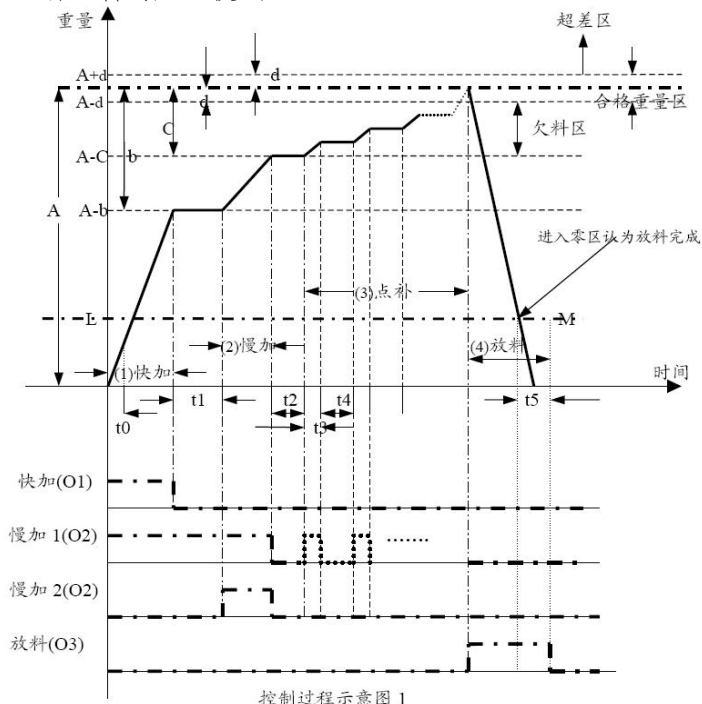 重量
超差区
A+d
d
A-d
d
合格重量区
C
欠料区
A-C
b
A
A-b
进入零区认为放料完成
(3)点补
L
M
(2)慢加
(4)放料
(1)快加
时间
t0
t1
t2
t3
t4
t5
快加(O1)
慢加 1(O2)
慢加 2(O2)
放料(O3)
控制过程示意图 1